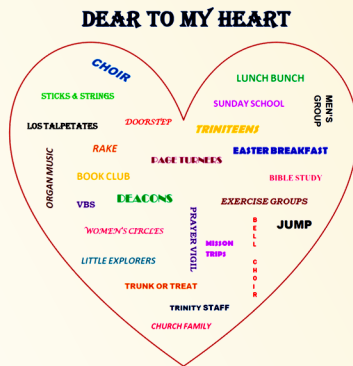 DEAR TO MY HEART
CHOIR
LUNCH BUNCH
STICKS & STRINGS
SUNDAY SCHOOL
MEN'S GROUP
LOS TALPETATES
DOORSTEP
TRINITEENS
RAKE
EASTER BREAKFAST
ORGAN MUSIC
PAGE TURNERS
BOOK CLUB
BIBLE STUDY
VBS
DEACONS
EXERCISE GROUPS
PRAYER VIGIL
BELL CHOIR
JUMP
WOMEN'S CIRCLES
MISSON
TRIPS
LITTLE EXPLORERS
TRUNK OR TREAT
TRINITY STAFF
CHURCH FAMILY